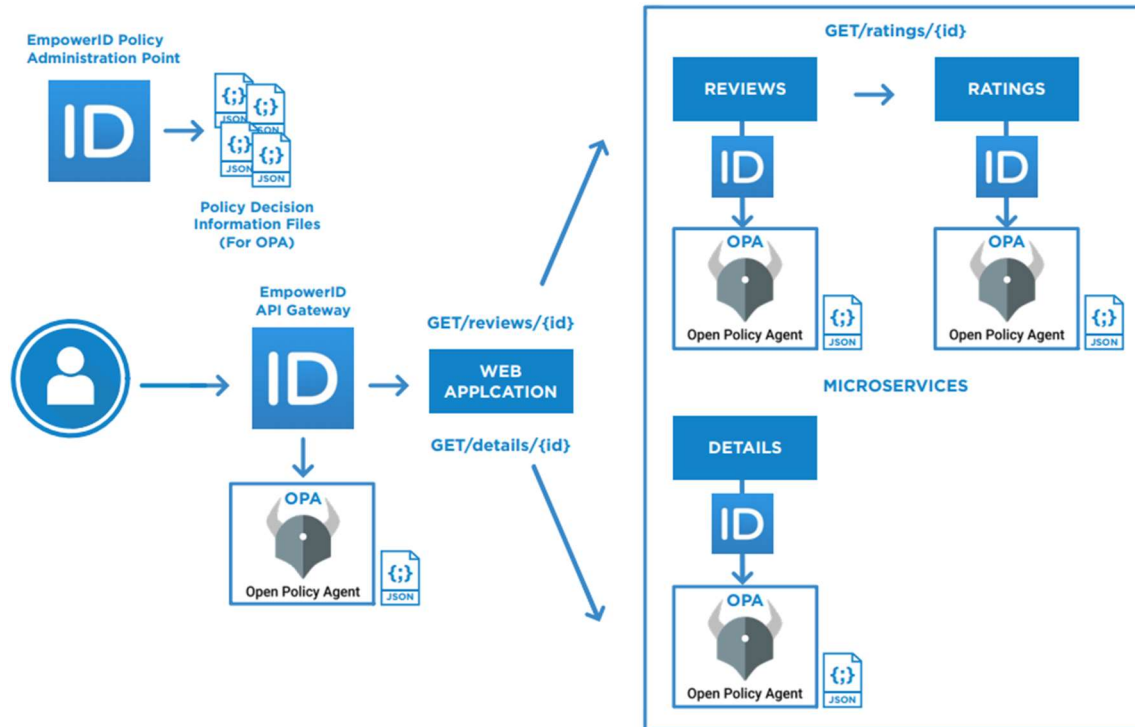 EmpowerID Policy
Administration Point
ID
{;}
JSON
{;}
JSON
{;}
JSON
{;}
JSON
Policy Decision
Information Files
(For OPA)
EmpowerID
API Gateway
ID
OPA
Open Policy Agent
{;}
JSON
GET/reviews/{id}
WEB
APPLCATION
GET/details/{id}
GET/ratings/{id}
REVIEWS
RATINGS
ID
ID
OPA
Open Policy Agent
{;}
JSON
OPA
Open Policy Agent
{;}
JSON
MICROSERVICES
DETAILS
ID
OPA
Open Policy Agent
{;}
JSON